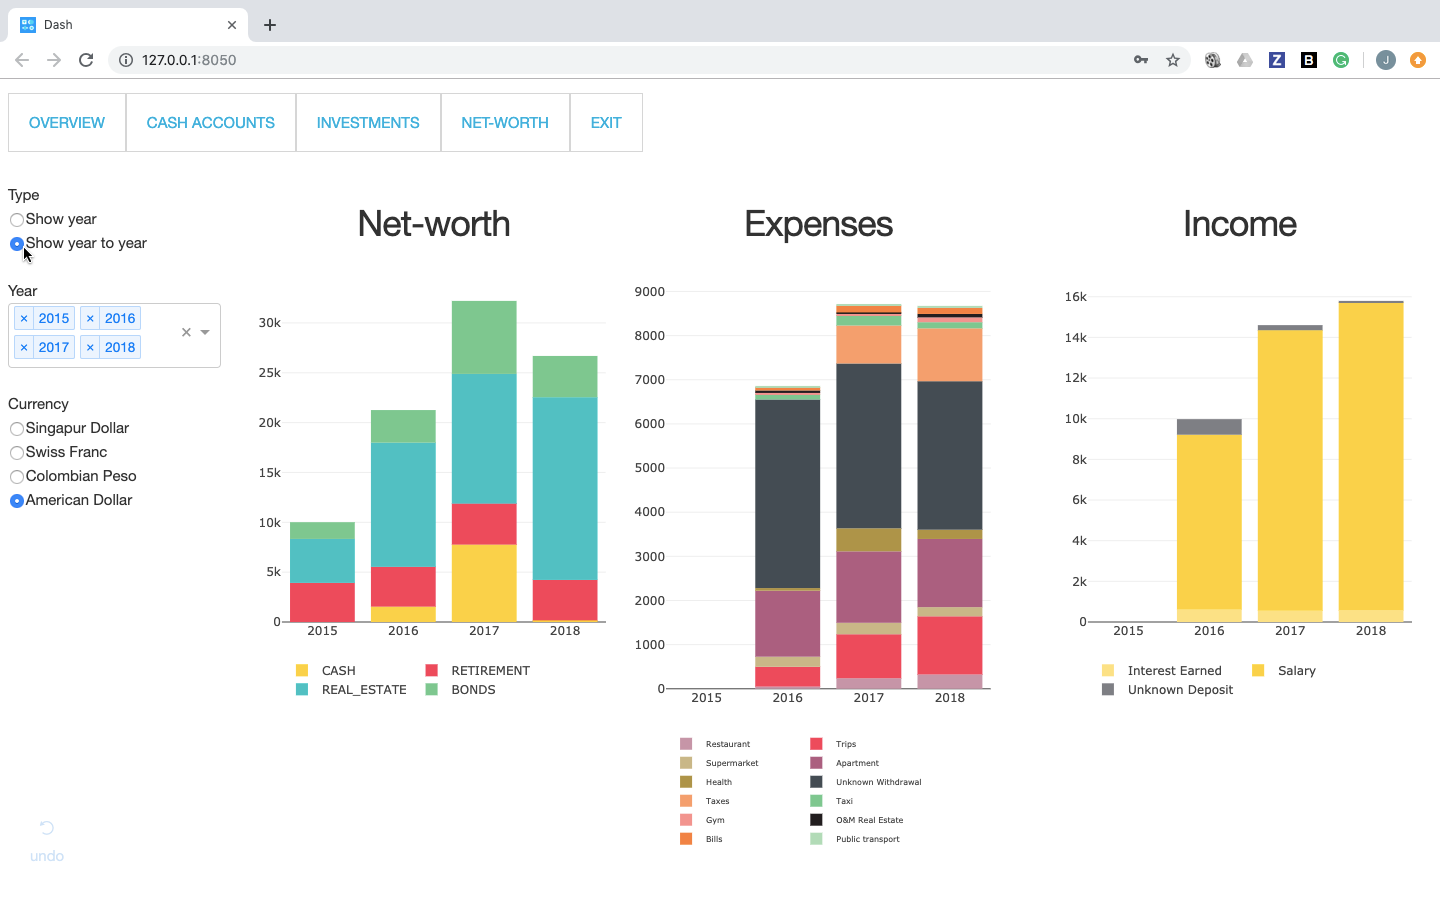 Dash
127.0.0.1:8050
Z B G J
OVERVIEW CASH ACCOUNTS INVESTMENTS NET-WORTH EXIT
Type
Show year
Show year to year
Year
× 2015 × 2016
× 2017 × 2018
Currency
Singapur Dollar
Swiss Franc
Colombian Peso
American Dollar
undo
Net-worth
30k
25k
20k
15k
10k
5k
0
2015 2016 2017 2018
CASH RETIREMENT
REAL_ESTATE BONDS
Expenses
9000
8000
7000
6000
5000
4000
3000
2000
1000
0
2015 2016 2017 2018
Restaurant Trips
Supermarket Apartment
Health Unknown Withdrawal
Taxes Taxi
Gym O&M Real Estate
Bills Public transport
Income
16k
14k
12k
10k
8k
6k
4k
2k
0
2015 2016 2017 2018
Interest Earned Salary
Unknown Deposit